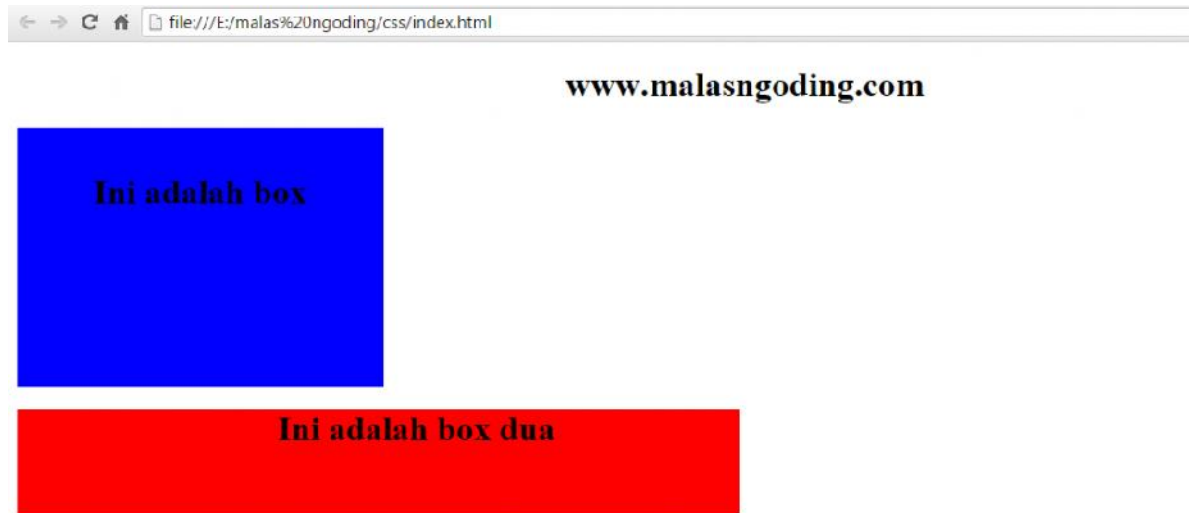 file:///E:/malas%20ngoding/css/index.html
www.malasngoding.com
Ini adalah box
Ini adalah box dua